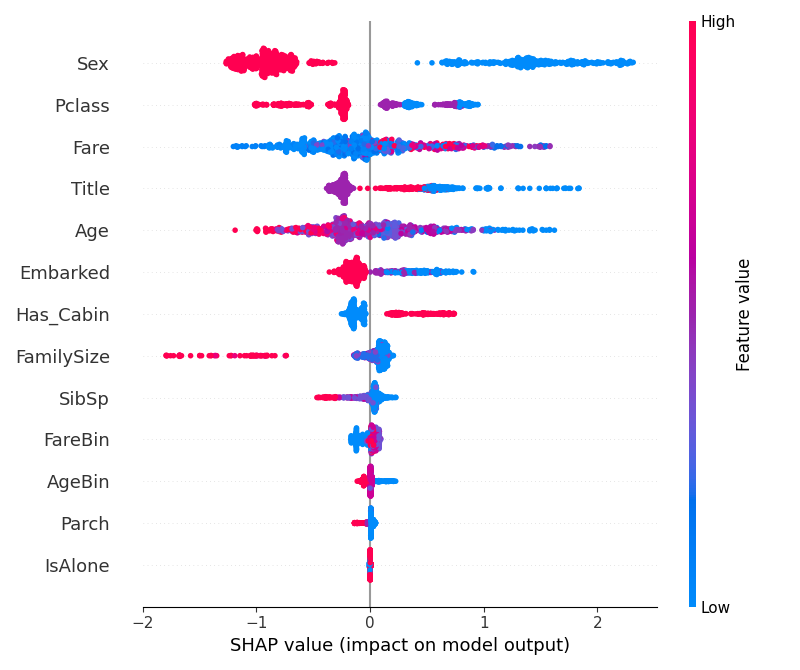 High
Sex
Pclass
Fare
Title
Age
Embarked
Has_Cabin
FamilySize
SibSp
FareBin
AgeBin
Parch
IsAlone
Feature value
Low
−2 −1 0 1 2
SHAP value (impact on model output)